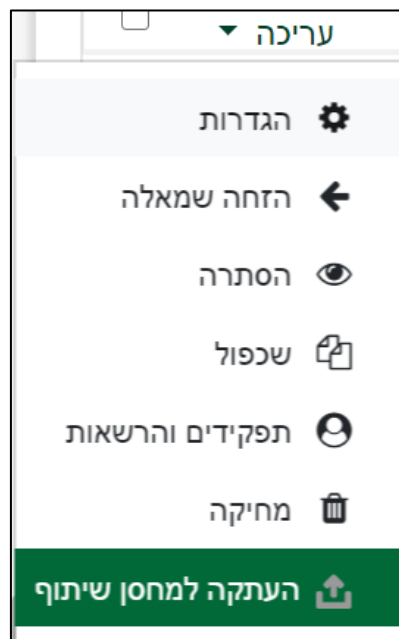 עריכה
הגדרות
הזחה שמאלה
הסתרה
שכפול
תפקידים והרשאות
מחיקה
העתקה למחסן שיתוף